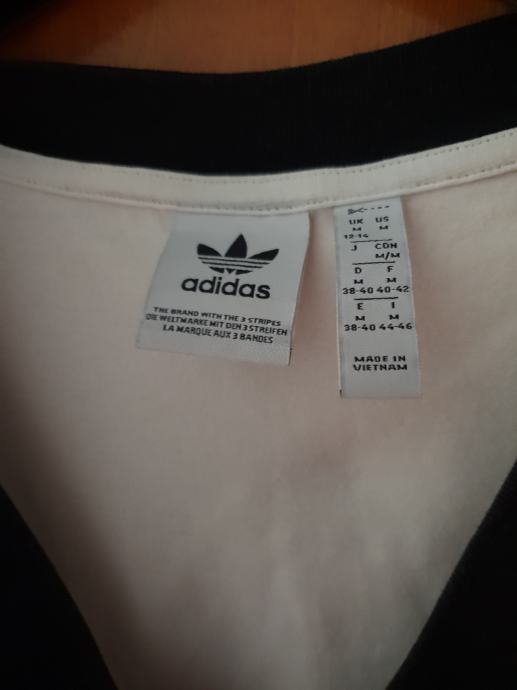 adidas
THE BRAND WITH THE 3 STRIPES
DIE WELTMARKE MIT DEN 3 STREIFEN
LA MARQUE AUX 3 BANDES
UK US
M M
12-14
J CDN
M/M
D F
M M
38-40 40-42
E I
M M
38-40 44-46
MADE IN
VIETNAM